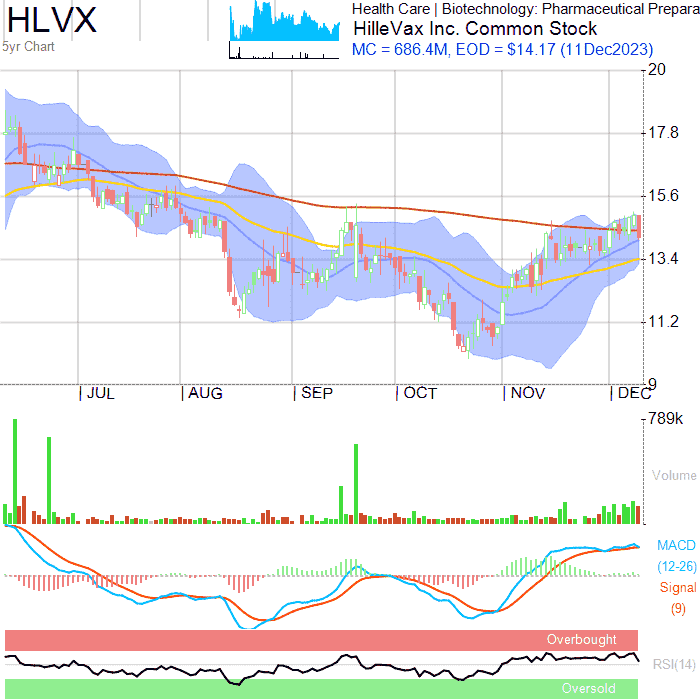 HLVX
5yr Chart
Health Care | Biotechnology: Pharmaceutical Prepara
HilleVax Inc. Common Stock
MC = 686.4M, EOD = $14.17 (11Dec2023)
20
17.8
15.6
13.4
11.2
9
JUL AUG SEP OCT NOV DEC
789k
Volume
MACD
(12-26)
Signal
(9)
Overbought
RSI(14)
Oversold